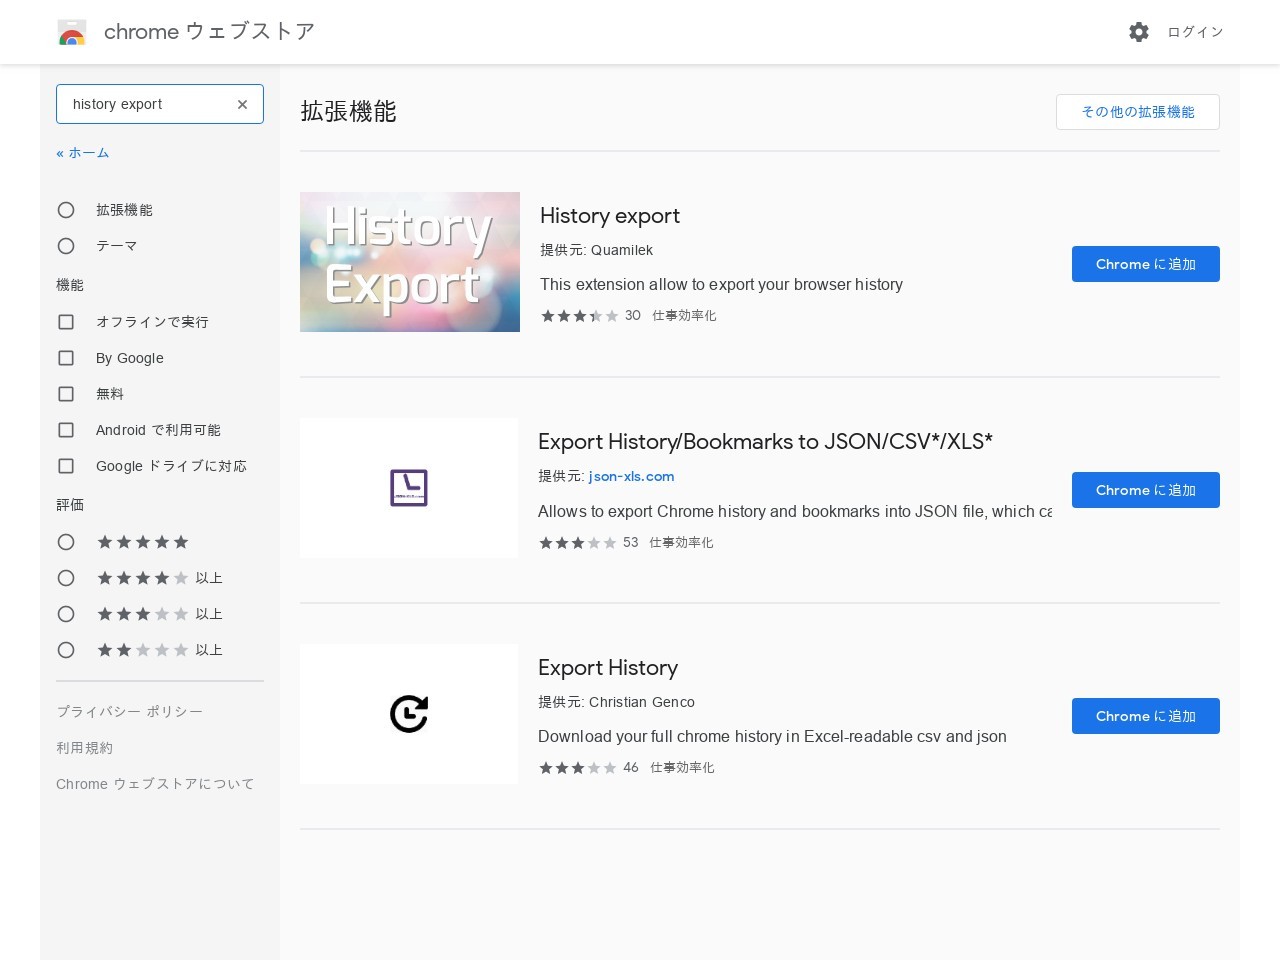 chrome ウェブストア
ログイン
history export
« ホーム
拡張機能
テーマ
機能
オフラインで実行
By Google
無料
Android で利用可能
Google ドライブに対応
評価
以上
以上
以上
プライバシー ポリシー
利用規約
Chrome ウェブストアについて
拡張機能
その他の拡張機能
History
Export
History export
提供元: Quamilek
This extension allow to export your browser history
30 仕事効率化
Chrome に追加
Export History/Bookmarks to JSON/CSV*/XLS*
提供元: json-xls.com
Allows to export Chrome history and bookmarks into JSON file, which ca
53 仕事効率化
Chrome に追加
Export History
提供元: Christian Genco
Download your full chrome history in Excel-readable csv and json
46 仕事効率化
Chrome に追加